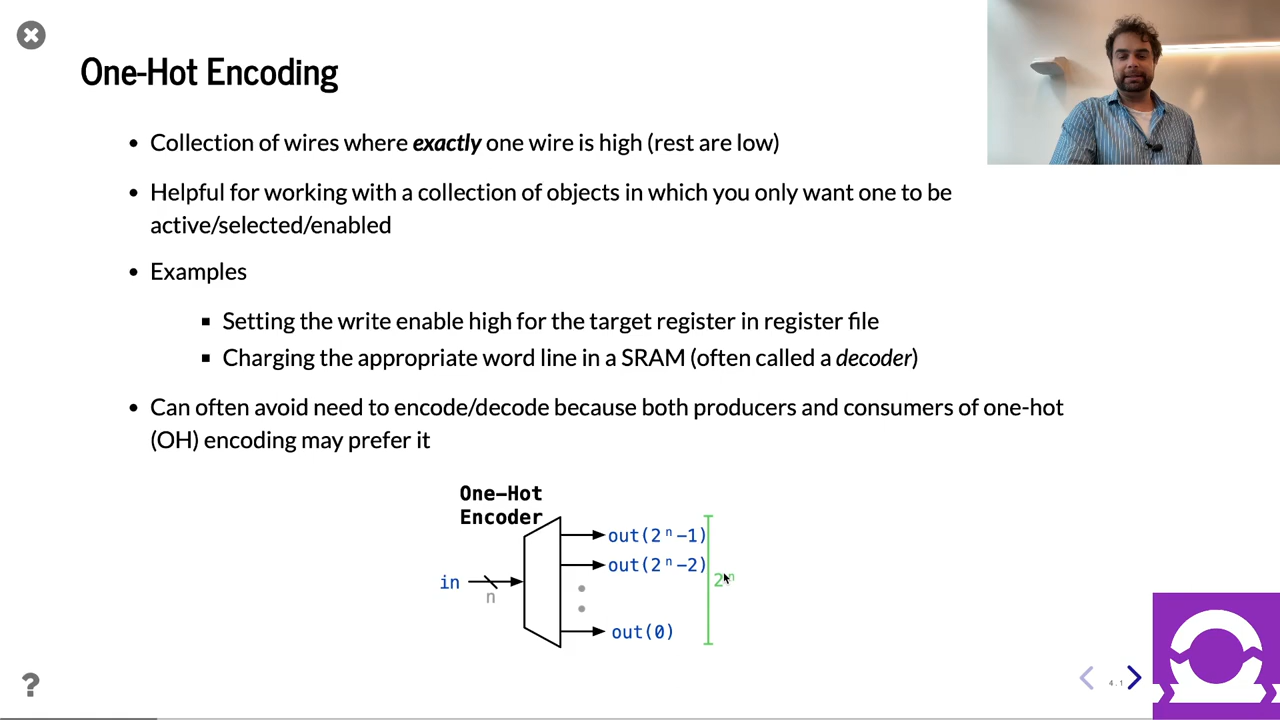 One-Hot Encoding
• Collection of wires where exactly one wire is high (rest are low)
• Helpful for working with a collection of objects in which you only want one to be
active/selected/enabled
• Examples
▪ Setting the write enable high for the target register in register file
▪ Charging the appropriate word line in a SRAM (often called a decoder)
• Can often avoid need to encode/decode because both producers and consumers of one-hot
(OH) encoding may prefer it
One-Hot
Encoder
out(2ⁿ-1)
out(2ⁿ-2)
in
n
2ⁿ
out(0)
?
4.1